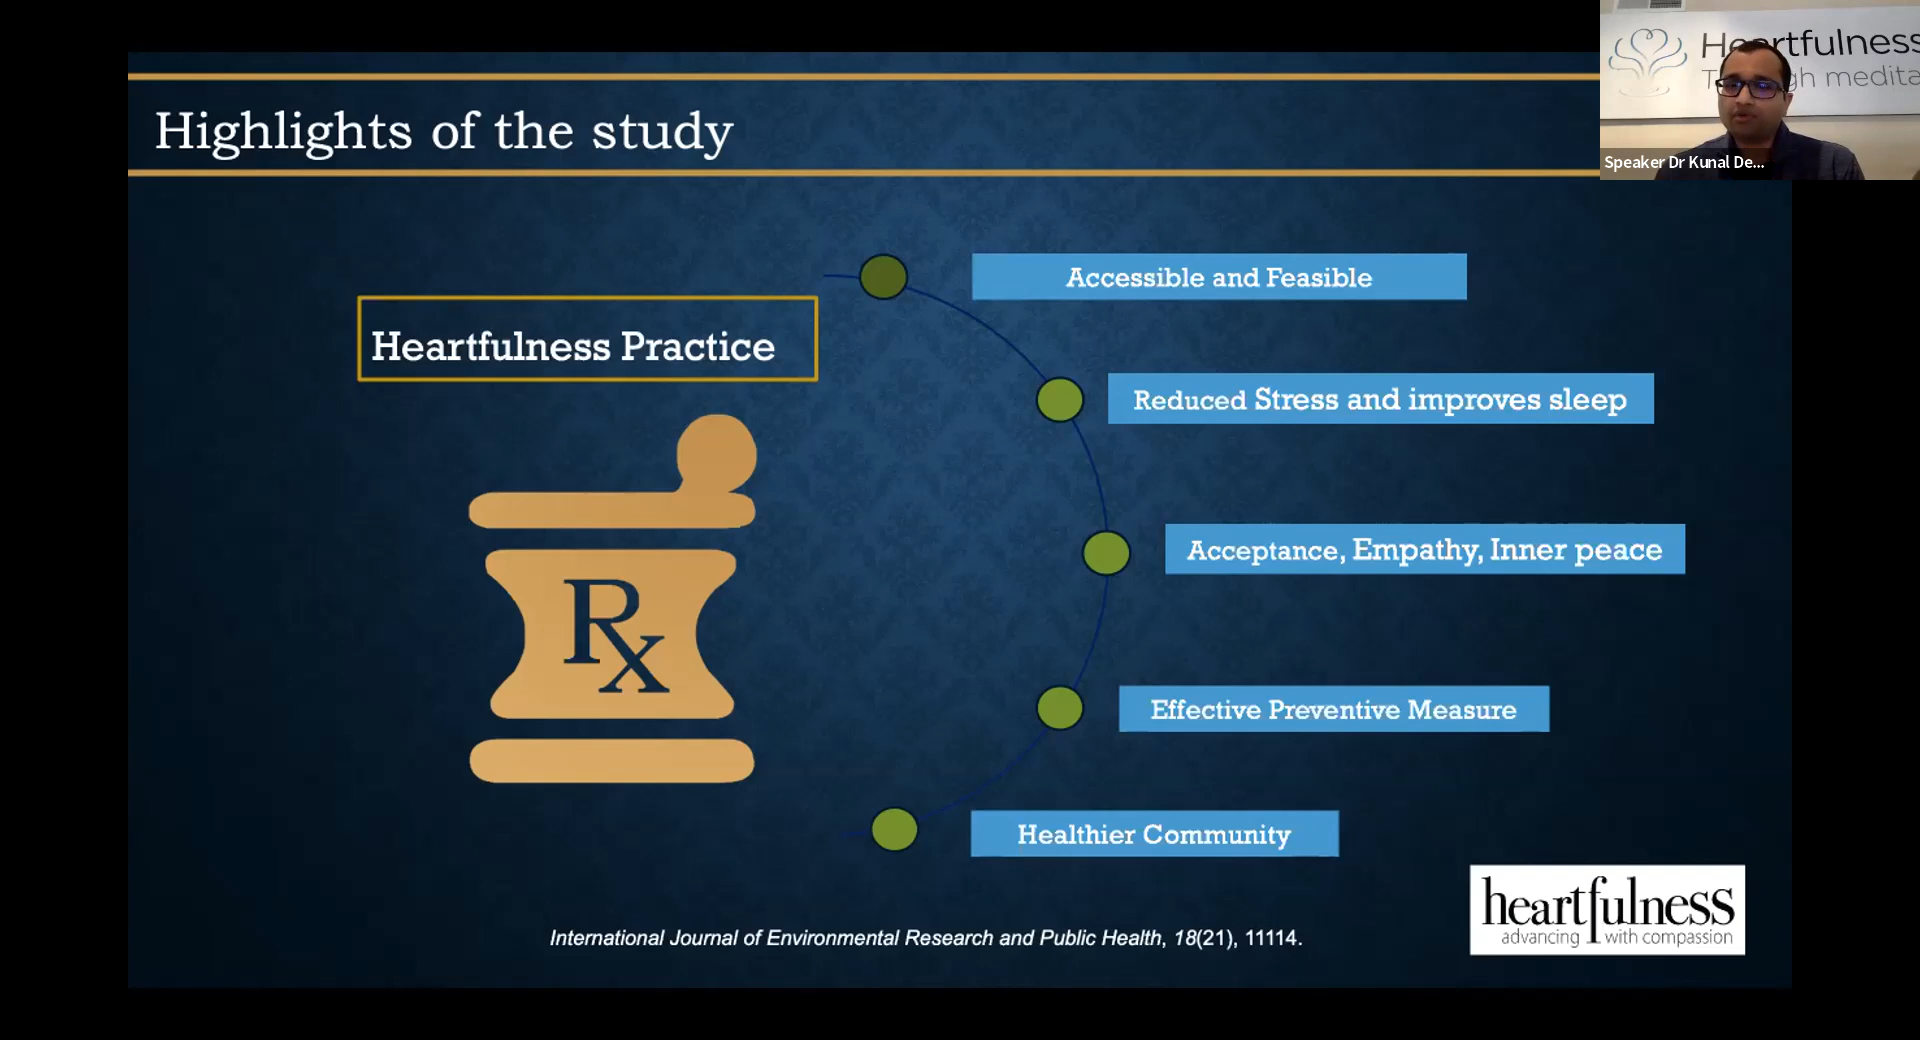 Heartfulness
medita
Speaker Dr Kunal De...
Highlights of the study
Heartfulness Practice
Rx
Accessible and Feasible
Reduced Stress and improves sleep
Acceptance, Empathy, Inner peace
Effective Preventive Measure
Healthier Community
International Journal of Environmental Research and Public Health, 18(21), 11114.
heartfulness
advancing with compassion